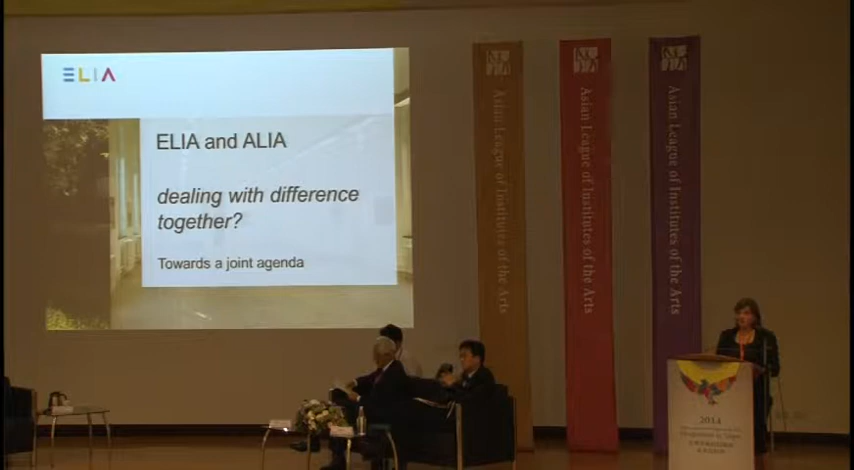 ELIA
ELIA and ALIA
dealing with difference
together?
Towards a joint agenda
Asian League of Institutes of the Arts
Asian League of Institutes of the Arts
Asian League of Institutes of the Arts
2014